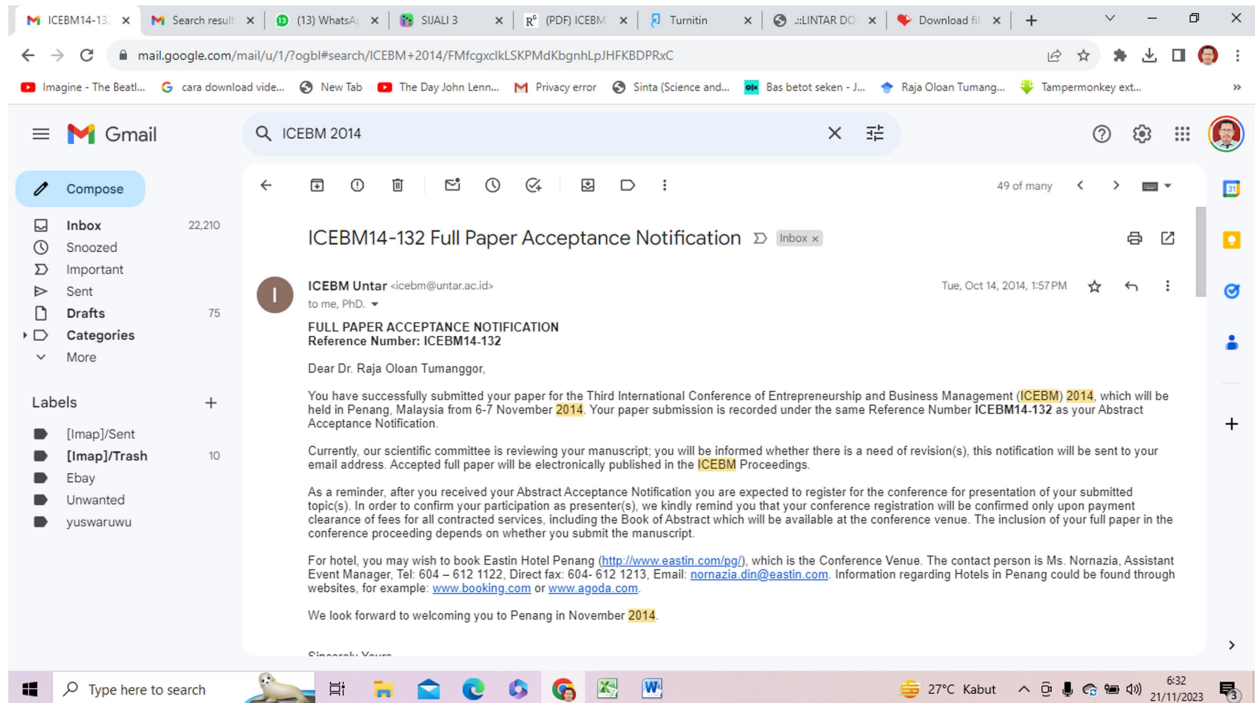 ICEBM14-13
Search result
(13) WhatsA
SIJALI 3
(PDF) ICEBM
Turnitin
.::LINTAR DO
Download fil
mail.google.com/mail/u/1/?ogbl#search/ICEBM+2014/FMfcgxclkLSKPMdKbgnhLpJHFKBDPRxC
Imagine - The Beatl...
cara download vide...
New Tab
The Day John Lenn...
Privacy error
Sinta (Science and...
Bas betot seken - J...
Raja Oloan Tumang...
Tampermonkey ext...
Gmail
ICEBM 2014
Compose
49 of many
Inbox 22,210
Snoozed
Important
Sent
Drafts 75
Categories
More
Labels
[Imap]/Sent
[Imap]/Trash 10
Ebay
Unwanted
yuswaruwu
ICEBM14-132 Full Paper Acceptance Notification
Inbox x
ICEBM Untar <icebm@untar.ac.id>
Tue, Oct 14, 2014, 1:57 PM
to me, PhD.
FULL PAPER ACCEPTANCE NOTIFICATION
Reference Number: ICEBM14-132
Dear Dr. Raja Oloan Tumanggor,
You have successfully submitted your paper for the Third International Conference of Entrepreneurship and Business Management (ICEBM) 2014, which will be
held in Penang, Malaysia from 6-7 November 2014. Your paper submission is recorded under the same Reference Number ICEBM14-132 as your Abstract
Acceptance Notification.
Currently, our scientific committee is reviewing your manuscript; you will be informed whether there is a need of revision(s), this notification will be sent to your
email address. Accepted full paper will be electronically published in the ICEBM Proceedings.
As a reminder, after you received your Abstract Acceptance Notification you are expected to register for the conference for presentation of your submitted
topic(s). In order to confirm your participation as presenter(s), we kindly remind you that your conference registration will be confirmed only upon payment
clearance of fees for all contracted services, including the Book of Abstract which will be available at the conference venue. The inclusion of your full paper in the
conference proceeding depends on whether you submit the manuscript.
For hotel, you may wish to book Eastin Hotel Penang (http://www.eastin.com/pg/), which is the Conference Venue. The contact person is Ms. Nornazia, Assistant
Event Manager, Tel: 604 – 612 1122, Direct fax: 604- 612 1213, Email: nornazia.din@eastin.com. Information regarding Hotels in Penang could be found through
websites, for example: www.booking.com or www.agoda.com.
We look forward to welcoming you to Penang in November 2014.
Sincerely Yours
Type here to search
27°C Kabut
6:32
21/11/2023
3